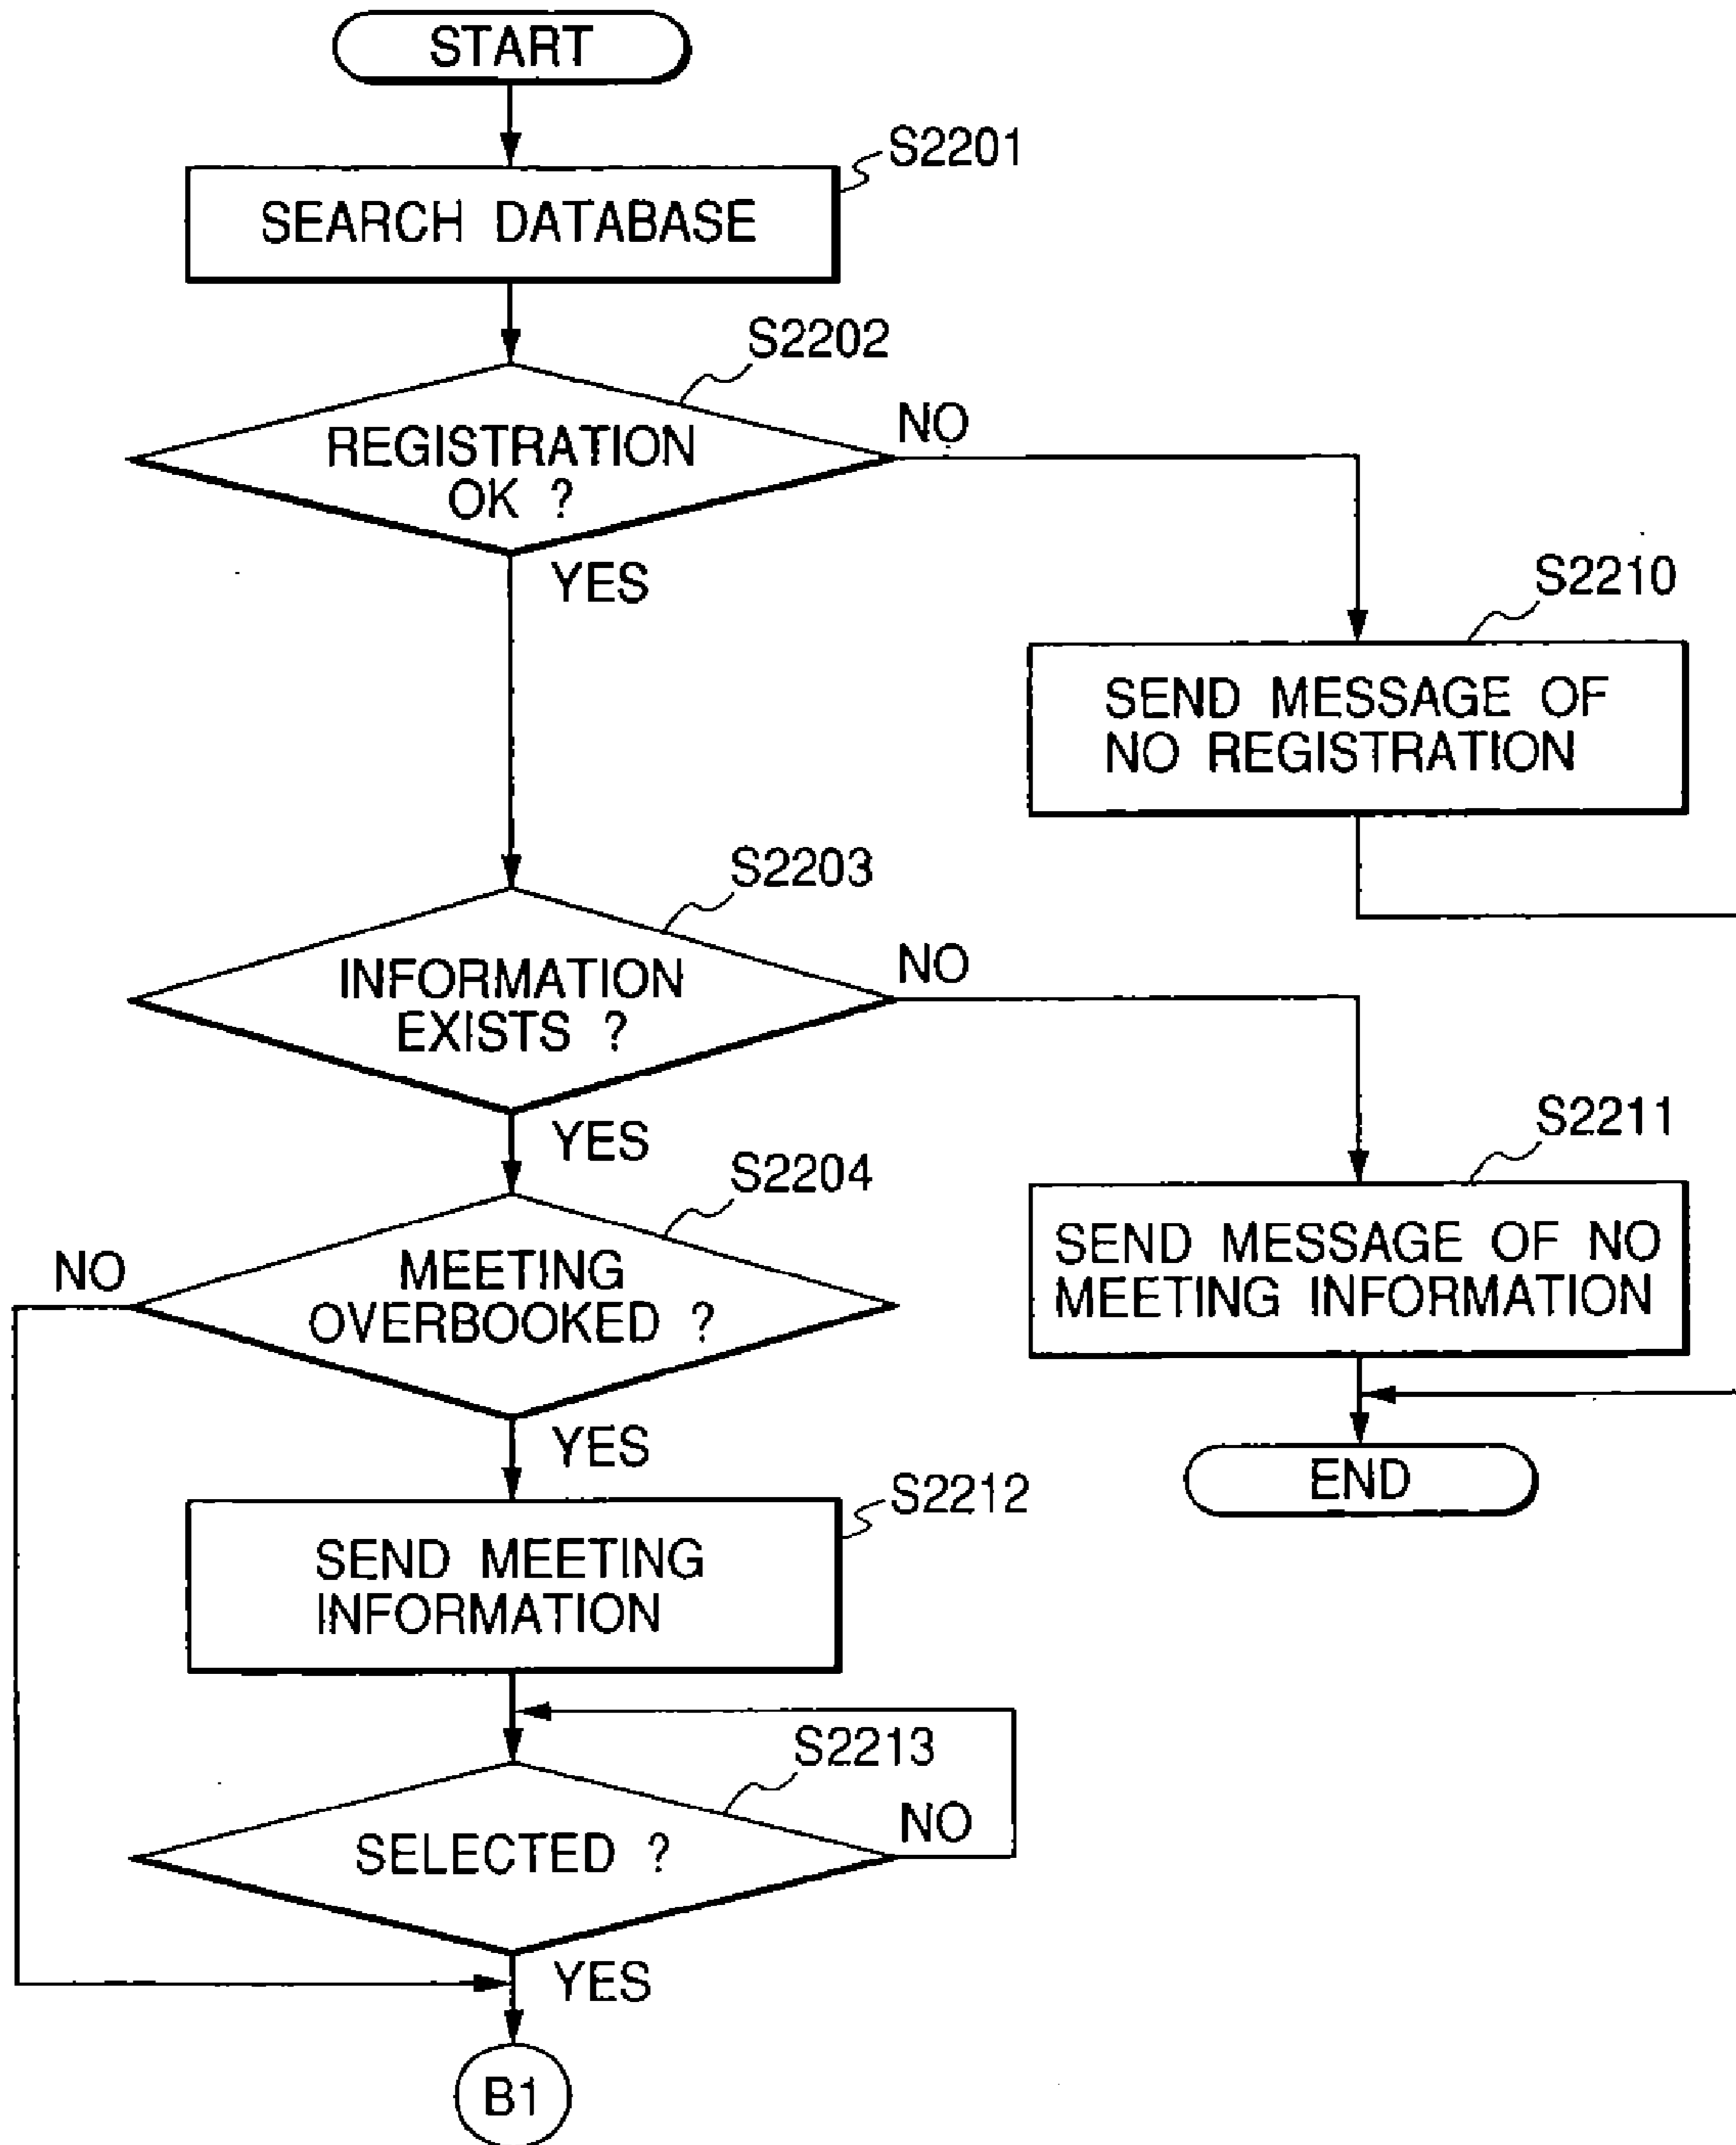 START
S2201
SEARCH DATABASE
S2202
REGISTRATION
OK ?
NO
YES
S2210
SEND MESSAGE OF
NO REGISTRATION
S2203
INFORMATION
EXISTS ?
NO
YES
S2211
SEND MESSAGE OF NO
MEETING INFORMATION
S2204
NO
MEETING
OVERBOOKED ?
YES
END
S2212
SEND MEETING
INFORMATION
S2213
SELECTED ?
NO
YES
B1